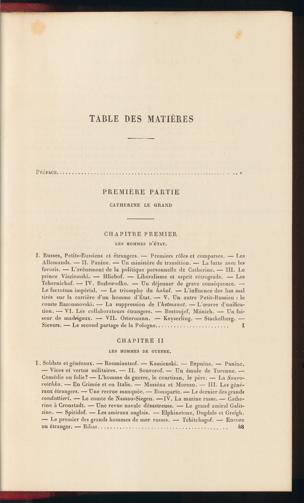 TABLE DES MATIÈRES
Préface. v
PREMIÈRE PARTIE
CATHERINE LE GRAND
CHAPITRE PREMIER
LES HOMMES D'ÉTAT.
I. Russes, Petits-Russiens et étrangers. — Premiers rôles et comparses. — Les
Allemands. — II. Panine. — Un ministère de transition. — La lutte avec les
favoris. — L'avènement de la politique personnelle de Catherine. — III. Le
prince Viaziemski. — Libéralisme et esprit rétrograde. — Les
Tchernichef. — IV. Bezborodko. — Un déjeuner de grave conséquence. —
Le factotum impérial. — Le triomphe du — L'influence des bas mal
tirés sur la carrière d'un homme d'État. — V. Un autre Petit-Russien : le
comte Razoumovski. — La suppression de l' — L'œuvre d'unifica-
tion. — VI. Les collaborateurs étrangers. — Bestoujef, Münich. — Un fai-
seur de madrigaux. — VII. Ostermann. — Keyserling. — Stackelberg. —
Sievers. — Le second partage de la Pologne. 1
CHAPITRE II
LES HOMMES DE GUERRE.
I. Soldats et généraux. — Roumiantsof. — Kamienski. — Repnine. — Panine.
— Vices et vertus militaires. — II. Souvorof. — Un émule de Turenne. —
Comédie ou folie? — L'homme de guerre, le courtisan, le père. — La
— En Crimée et en Italie. — Masséna et Moreau. — III. Les géné-
raux étrangers. — Une recrue manquée. — Bonaparte. — Le dernier des grands
condottieri. — Le comte de Nassau-Siegen. — IV. La marine russe. — Cathe-
rine à Cronstadt. — Une revue navale désastreuse. — Le grand amiral Galit-
zine. — Spiridof. — Les amiraux anglais. — Elphinstone, Dugdale et Greigh.
— Le premier des grands hommes de mer russes. — Tchitchagof. — Encore
un étranger. — Ribas. 48